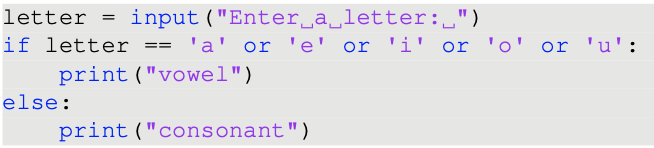 letter = input("Enter␣a␣letter:␣")
if letter == 'a' or 'e' or 'i' or 'o' or 'u':
    print("vowel")
else:
    print("consonant")